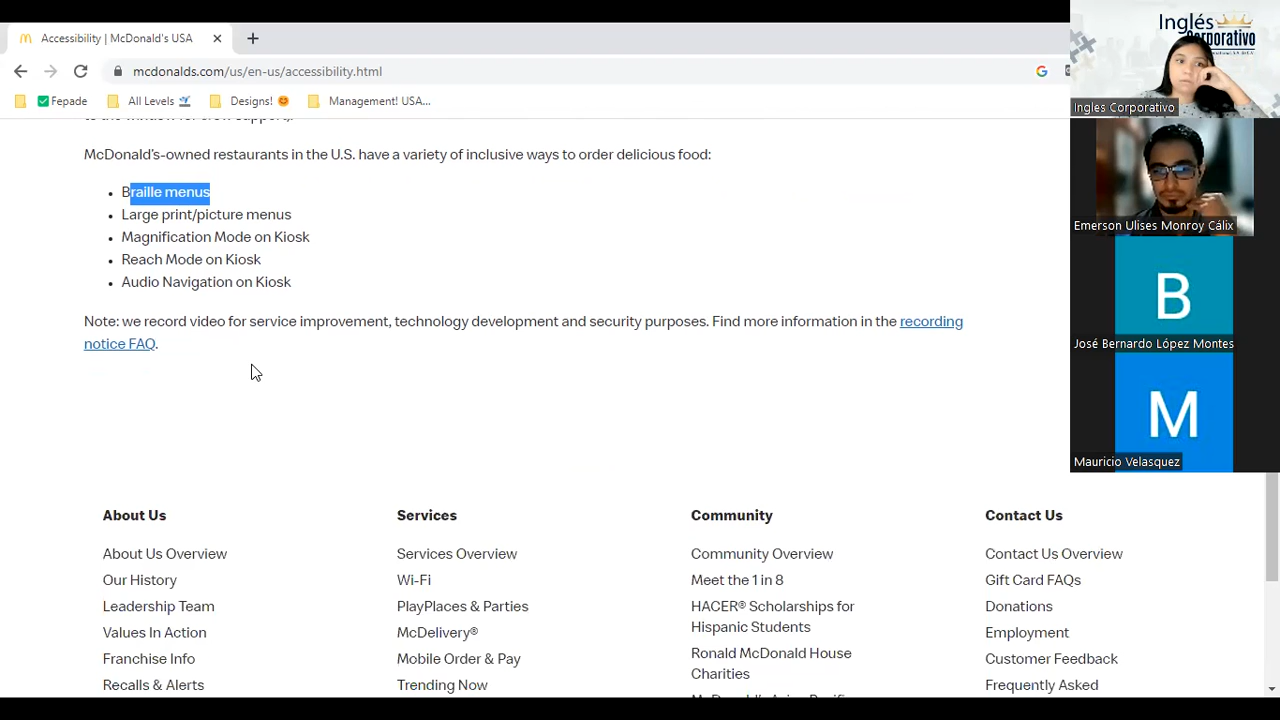 Accessibility | McDonald's USA
mcdonalds.com/us/en-us/accessibility.html
Fepade
All Levels
Designs!
Management! USA...
McDonald's-owned restaurants in the U.S. have a variety of inclusive ways to order delicious food:
Braille menus
Large print/picture menus
Magnification Mode on Kiosk
Reach Mode on Kiosk
Audio Navigation on Kiosk
Note: we record video for service improvement, technology development and security purposes. Find more information in the recording
notice FAQ.
About Us
About Us Overview
Our History
Leadership Team
Values In Action
Franchise Info
Recalls & Alerts
Services
Services Overview
Wi-Fi
PlayPlaces & Parties
McDelivery®
Mobile Order & Pay
Trending Now
Community
Community Overview
Meet the 1 in 8
HACER® Scholarships for
Hispanic Students
Ronald McDonald House
Charities
Contact Us
Contact Us Overview
Gift Card FAQs
Donations
Employment
Customer Feedback
Frequently Asked
Inglés
Corporativo
Ingles Corporativo
Emerson Ulises Monroy Cálix
B
José Bernardo López Montes
M
Mauricio Velasquez